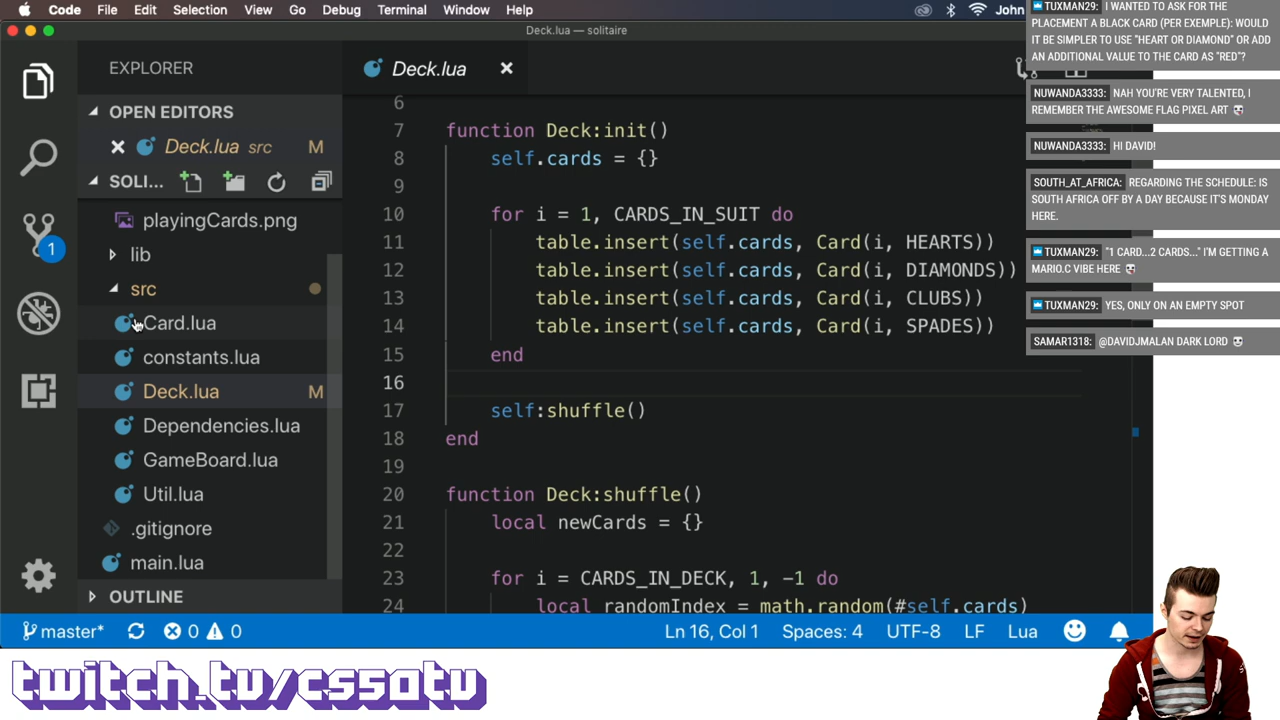 Code File Edit Selection View Go Debug Terminal Window Help John
Deck.lua — solitaire
EXPLORER
OPEN EDITORS
Deck.lua src M
SOLI...
playingCards.png
lib
src
Card.lua
constants.lua
Deck.lua M
Dependencies.lua
GameBoard.lua
Util.lua
.gitignore
main.lua
OUTLINE
1
Deck.lua
6
7 function Deck:init()
8 self.cards = {}
9
10 for i = 1, CARDS_IN_SUIT do
11 table.insert(self.cards, Card(i, HEARTS))
12 table.insert(self.cards, Card(i, DIAMONDS))
13 table.insert(self.cards, Card(i, CLUBS))
14 table.insert(self.cards, Card(i, SPADES))
15 end
16
17 self:shuffle()
18 end
19
20 function Deck:shuffle()
21 local newCards = {}
22
23 for i = CARDS_IN_DECK, 1, -1 do
24 local randomIndex = math.random(#self.cards)
master* 0 0 Ln 16, Col 1 Spaces: 4 UTF-8 LF Lua
TUXMAN29: I WANTED TO ASK FOR THE
PLACEMENT A BLACK CARD (PER EXEMPLE): WOULD
IT BE SIMPLER TO USE "HEART OR DIAMOND" OR ADD
AN ADDITIONAL VALUE TO THE CARD AS "RED"?
NUWANDA3333: NAH YOU'RE VERY TALENTED, I
REMEMBER THE AWESOME FLAG PIXEL ART
NUWANDA3333: HI DAVID!
SOUTH_AT_AFRICA: REGARDING THE SCHEDULE: IS
SOUTH AFRICA OFF BY A DAY BECAUSE IT'S MONDAY
HERE.
TUXMAN29: "1 CARD...2 CARDS..." I'M GETTING A
MARIO.C VIBE HERE
TUXMAN29: YES, ONLY ON AN EMPTY SPOT
SAMAR1318: @DAVIDJMALAN DARK LORD
twitch.tv/cs50tv